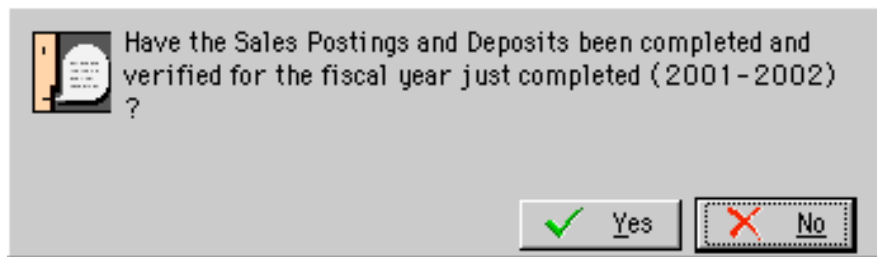 Have the Sales Postings and Deposits been completed and
verified for the fiscal year just completed (2001-2002)
?
Yes
No